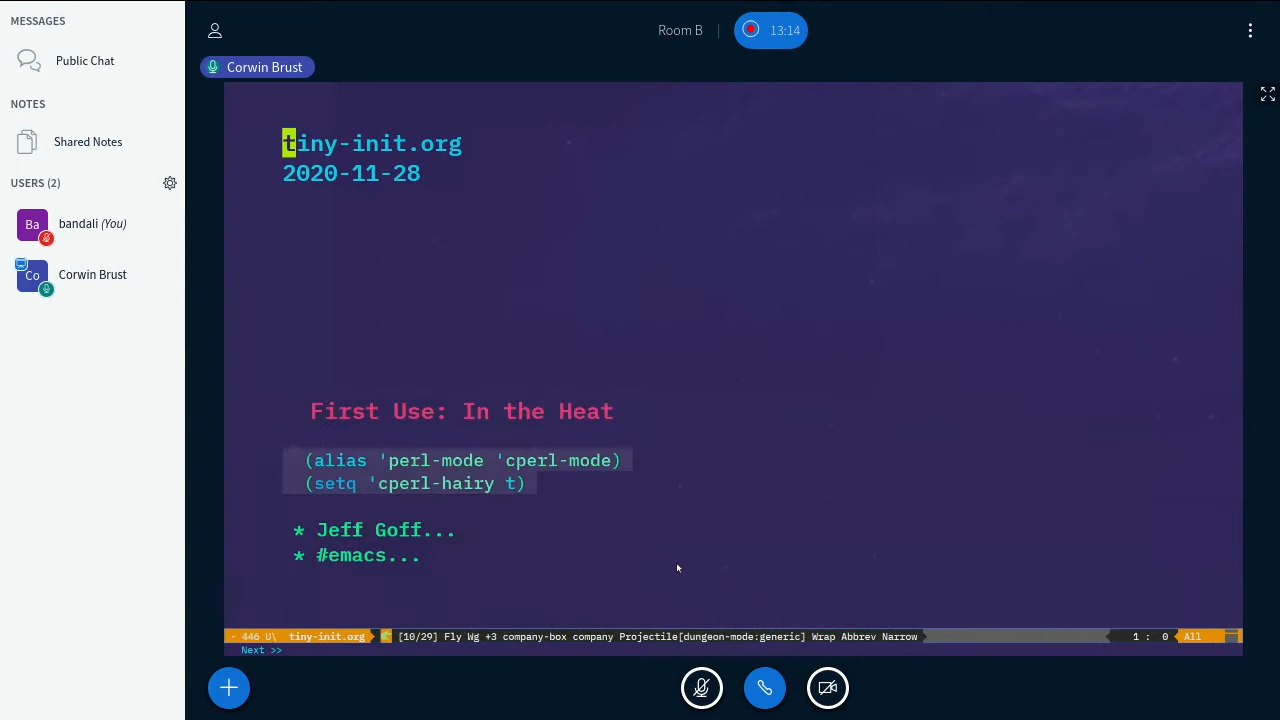 MESSAGES
Public Chat
NOTES
Shared Notes
USERS (2)
Ba
bandali (You)
Co
Corwin Brust
Room B
13:14
Corwin Brust
tiny-init.org
2020-11-28
First Use: In the Heat
(alias 'perl-mode 'cperl-mode)
(setq 'cperl-hairy t)
* Jeff Goff...
* #emacs...
- 446 U\ tiny-init.org [10/29] Fly Wg +3 company-box company Projectile[dungeon-mode:generic] Wrap Abbrev Narrow 1 : 0 All
Next >>